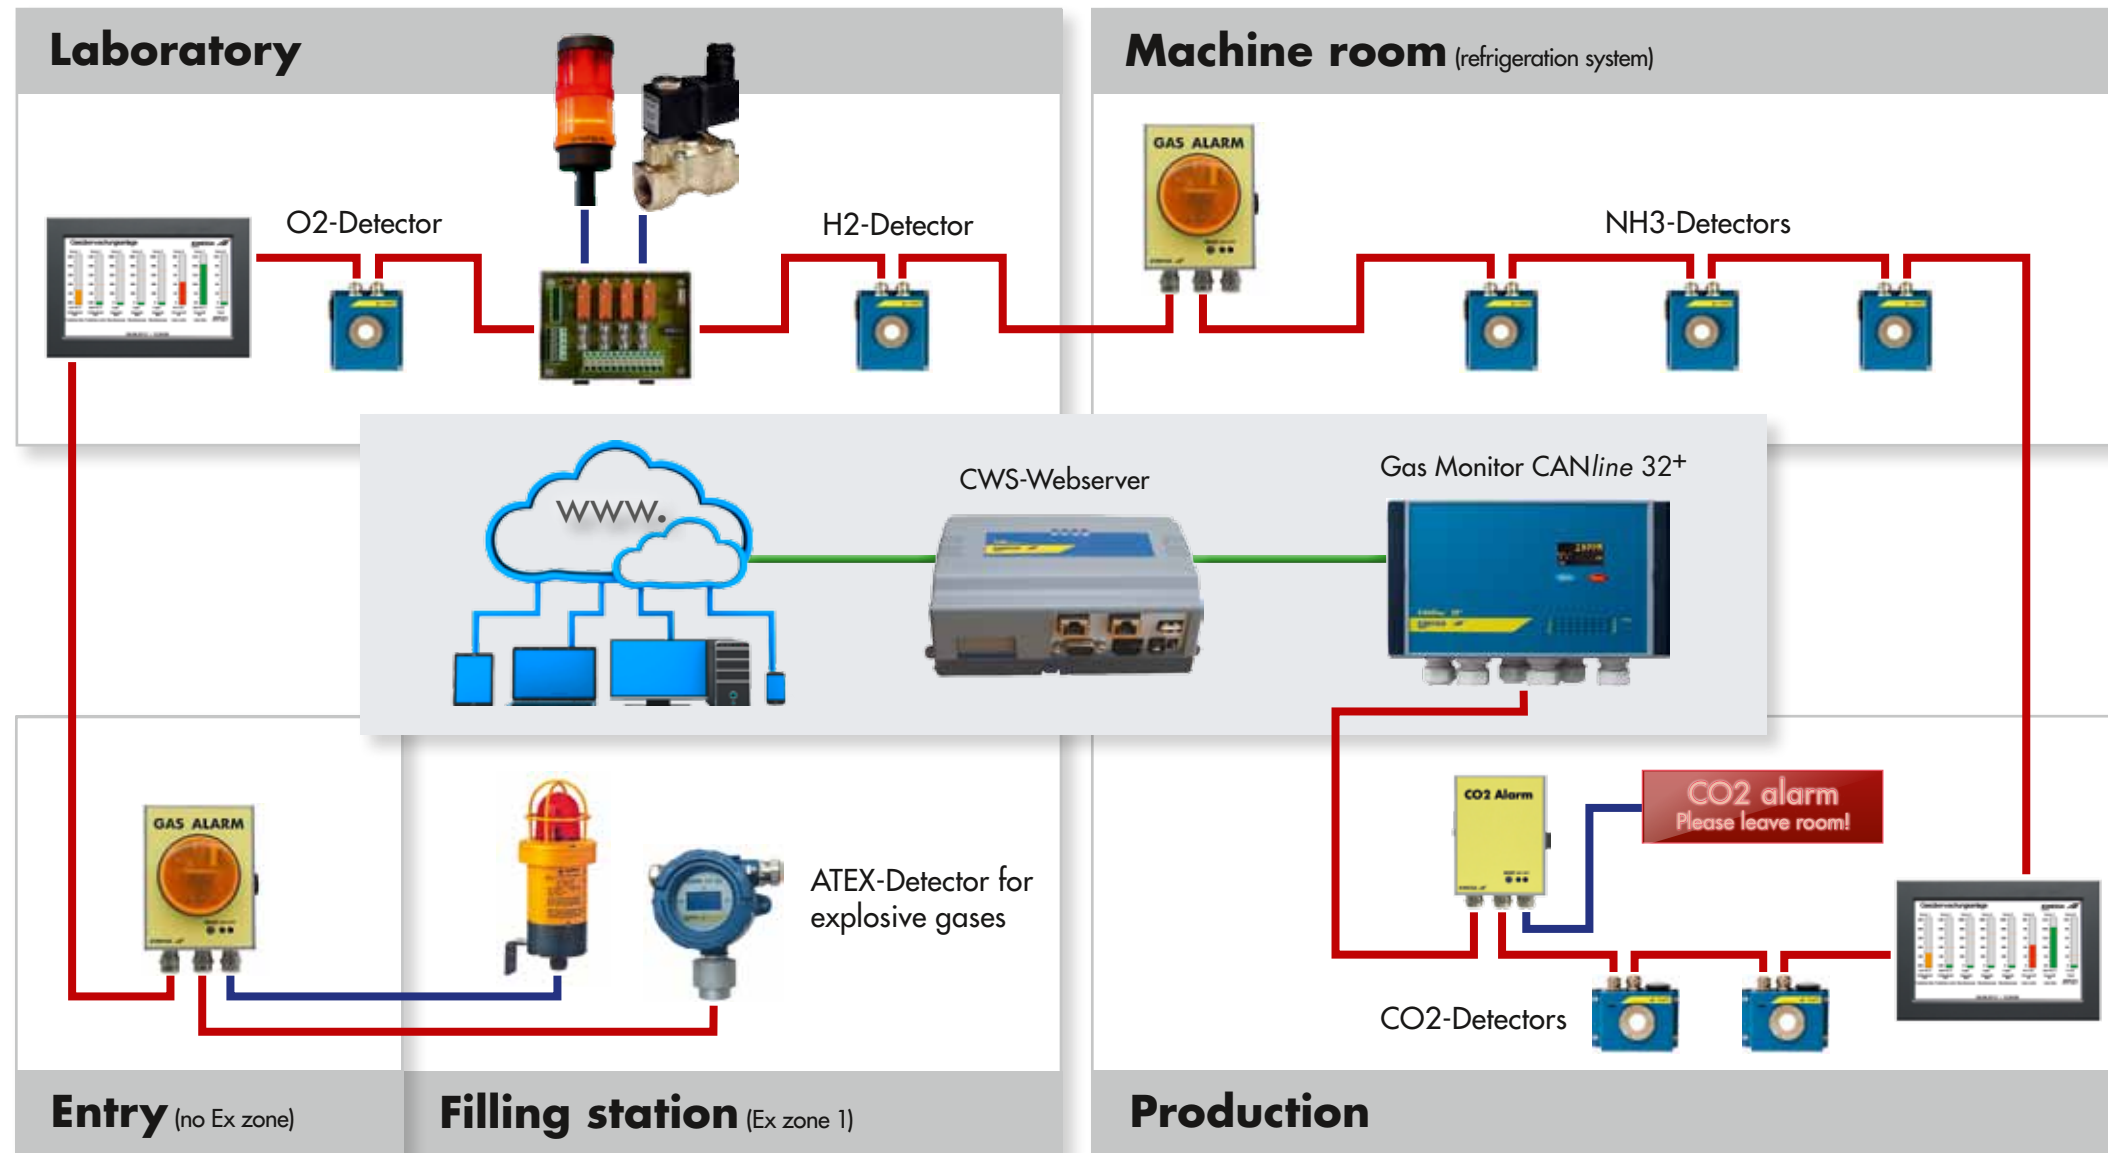 Laboratory
Machine room (refrigeration system)
GAS ALARM
O2-Detector
H2-Detector
NH3-Detectors
Gasüberwachungsanlage
www.
CWS-Webserver
Gas Monitor CANline 32+
GAS ALARM
ATEX-Detector for
explosive gases
CO2 Alarm
CO2 alarm
Please leave room!
Gasüberwachungsanlage
CO2-Detectors
Entry (no Ex zone)
Filling station (Ex zone 1)
Production